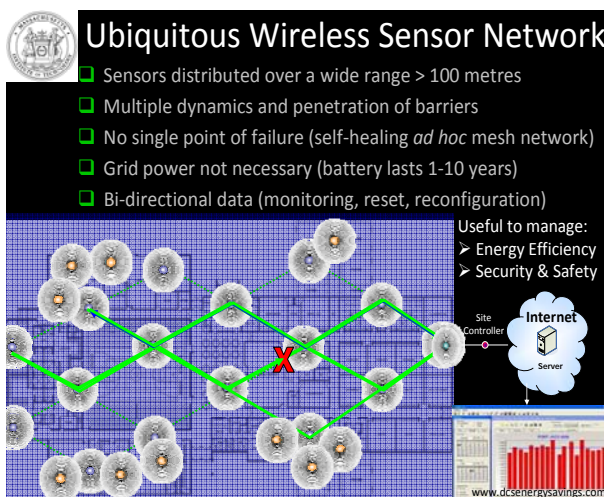 Ubiquitous Wireless Sensor Network
Sensors distributed over a wide range > 100 metres
Multiple dynamics and penetration of barriers
No single point of failure (self-healing ad hoc mesh network)
Grid power not necessary (battery lasts 1-10 years)
Bi-directional data (monitoring, reset, reconfiguration)
Useful to manage:
Energy Efficiency
Security & Safety
X
Site
Controller
Internet
Server
www.dcsenergysavings.com